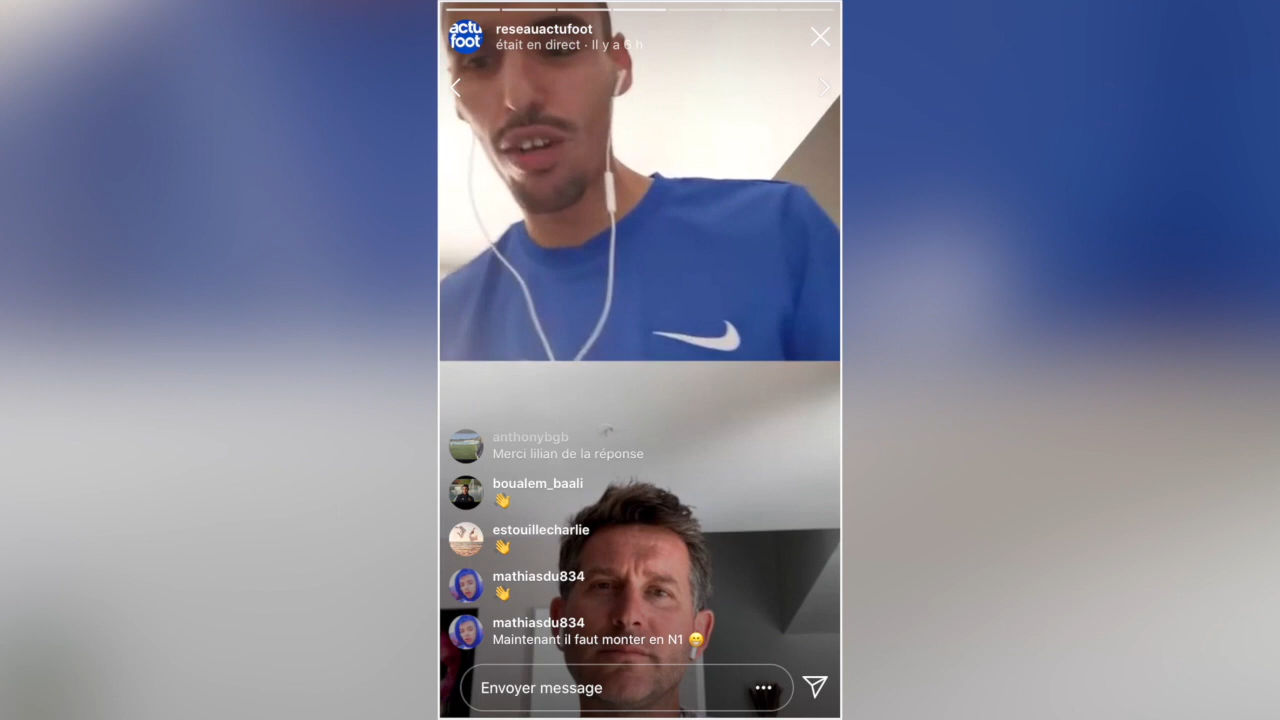 actu
foot
reseauactufoot
était en direct · Il y a 6 h
anthonybgb
Merci lilian de la réponse
boualem_baali
👋
estouillecharlie
👋
mathiasdu834
👋
mathiasdu834
Maintenant il faut monter en N1 😁
Envoyer message